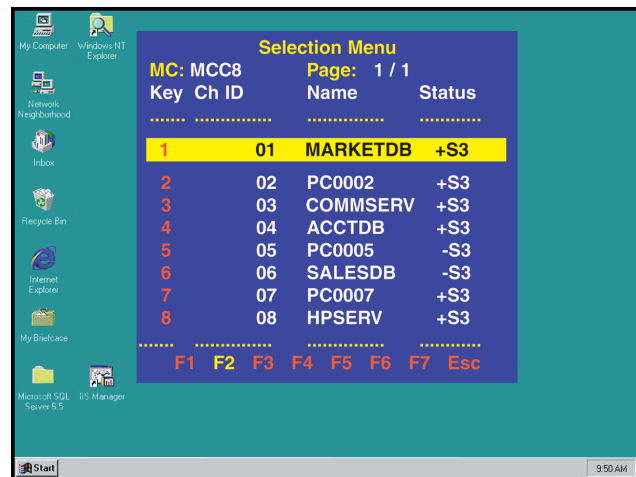 My Computer
Windows NT
Explorer
Network
Neighborhood
Inbox
Recycle Bin
Internet
Explorer
My Briefcase
Microsoft SQL
Server 6.5
IIS Manager
Selection Menu
MC: MCC8 Page: 1 / 1
Key Ch ID Name Status
1 01 MARKETDB +S3
2 02 PC0002 +S3
3 03 COMMSERV +S3
4 04 ACCTDB +S3
5 05 PC0005 -S3
6 06 SALESDB -S3
7 07 PC0007 +S3
8 08 HPSERV +S3
F1 F2 F3 F4 F5 F6 F7 Esc
Start
9:50 AM